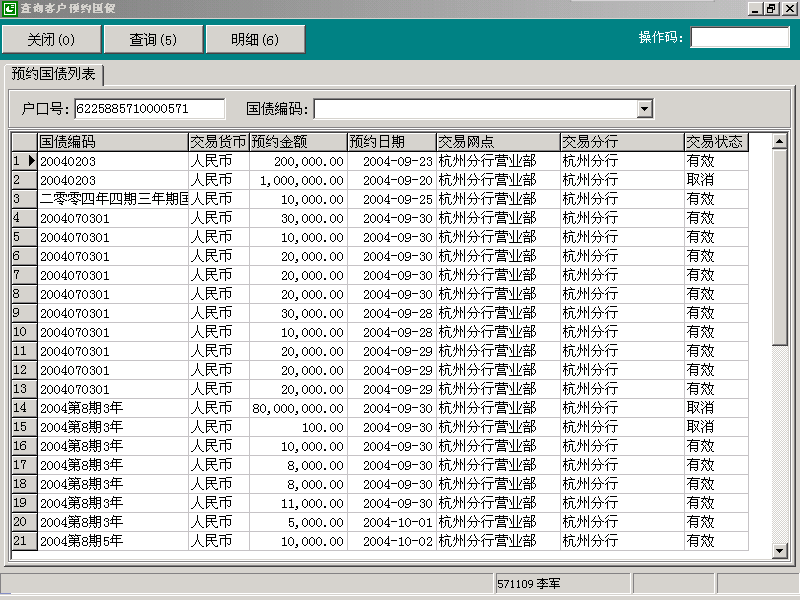 查询客户预约国债
关闭(0) 查询(5) 明细(6) 操作码:
预约国债列表
户口号: 6225885710000571 国债编码:
国债编码 交易货币 预约金额 预约日期 交易网点 交易分行 交易状态
1 20040203 人民币 200,000.00 2004-09-23 杭州分行营业部 杭州分行 有效
2 20040203 人民币 1,000,000.00 2004-09-20 杭州分行营业部 杭州分行 取消
3 二零零四年四期三年期国 人民币 10,000.00 2004-09-25 杭州分行营业部 杭州分行 有效
4 2004070301 人民币 30,000.00 2004-09-30 杭州分行营业部 杭州分行 有效
5 2004070301 人民币 10,000.00 2004-09-30 杭州分行营业部 杭州分行 有效
6 2004070301 人民币 20,000.00 2004-09-30 杭州分行营业部 杭州分行 有效
7 2004070301 人民币 20,000.00 2004-09-30 杭州分行营业部 杭州分行 有效
8 2004070301 人民币 20,000.00 2004-09-30 杭州分行营业部 杭州分行 有效
9 2004070301 人民币 30,000.00 2004-09-28 杭州分行营业部 杭州分行 有效
10 2004070301 人民币 10,000.00 2004-09-28 杭州分行营业部 杭州分行 有效
11 2004070301 人民币 20,000.00 2004-09-29 杭州分行营业部 杭州分行 有效
12 2004070301 人民币 20,000.00 2004-09-29 杭州分行营业部 杭州分行 有效
13 2004070301 人民币 20,000.00 2004-09-29 杭州分行营业部 杭州分行 有效
14 2004第8期3年 人民币 80,000,000.00 2004-09-30 杭州分行营业部 杭州分行 取消
15 2004第8期3年 人民币 100.00 2004-09-30 杭州分行营业部 杭州分行 取消
16 2004第8期3年 人民币 10,000.00 2004-09-30 杭州分行营业部 杭州分行 有效
17 2004第8期3年 人民币 8,000.00 2004-09-30 杭州分行营业部 杭州分行 有效
18 2004第8期3年 人民币 8,000.00 2004-09-30 杭州分行营业部 杭州分行 有效
19 2004第8期3年 人民币 11,000.00 2004-09-30 杭州分行营业部 杭州分行 有效
20 2004第8期3年 人民币 5,000.00 2004-10-01 杭州分行营业部 杭州分行 有效
21 2004第8期5年 人民币 10,000.00 2004-10-02 杭州分行营业部 杭州分行 有效
571109 李军